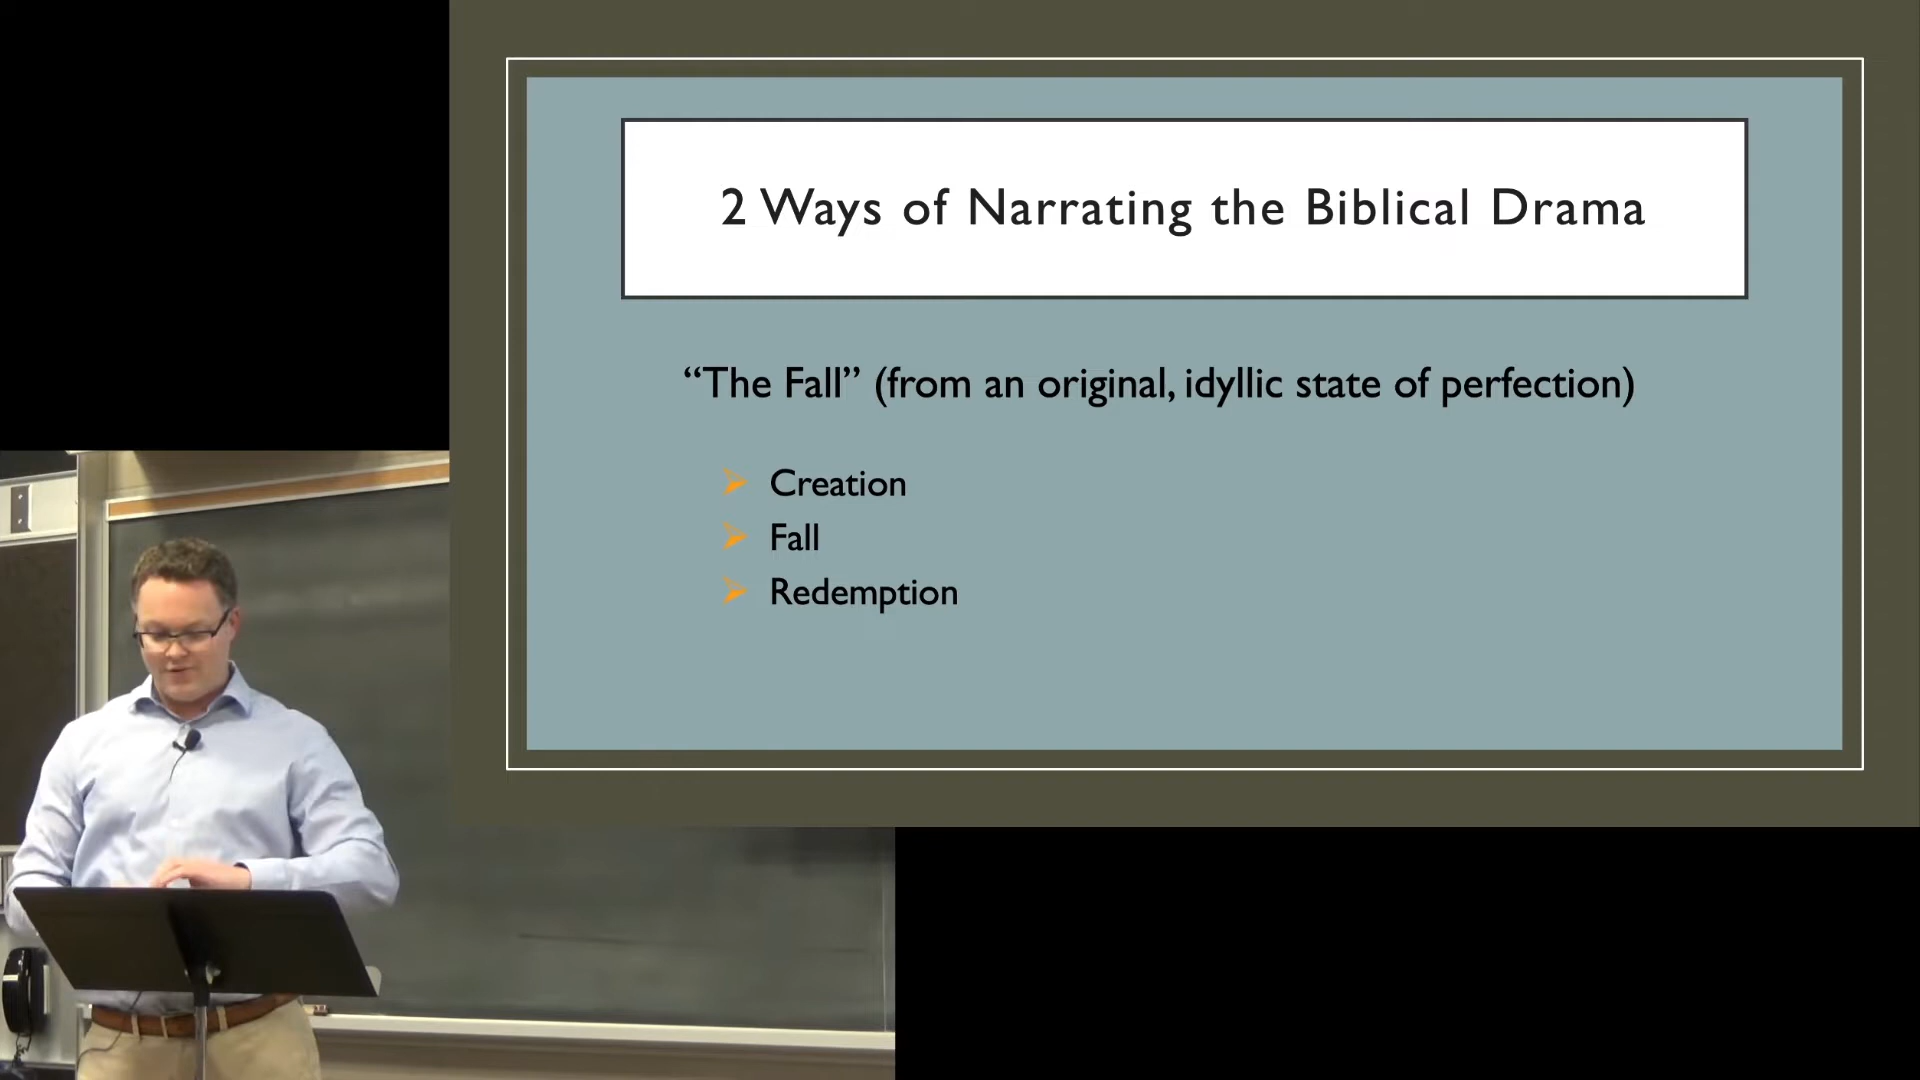 2 Ways of Narrating the Biblical Drama
“The Fall” (from an original, idyllic state of perfection)
Creation
Fall
Redemption